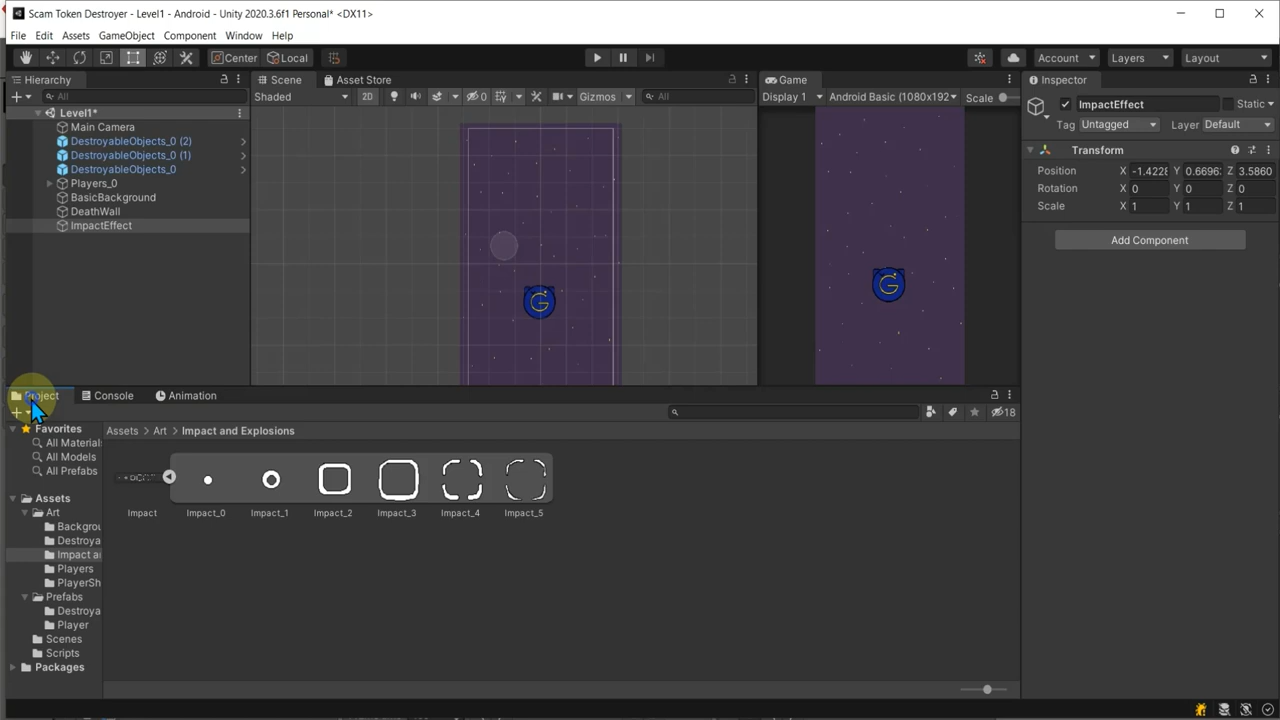 Scam Token Destroyer - Level1 - Android - Unity 2020.3.6f1 Personal* <DX11>
File Edit Assets GameObject Component Window Help
Center Local Account Layers Layout
Hierarchy Scene Asset Store Game Inspector
All Shaded 2D 0 Gizmos All Display 1 Android Basic (1080x192 Scale ImpactEffect Static
Level1*
Main Camera
DestroyableObjects_0 (2)
DestroyableObjects_0 (1)
DestroyableObjects_0
Players_0
BasicBackground
DeathWall
ImpactEffect
G
G
Tag Untagged Layer Default
Transform
Position X -1.4228 Y 0.6696 Z 3.5860
Rotation X 0 Y 0 Z 0
Scale X 1 Y 1 Z 1
Add Component
Project Console Animation
18
Favorites
All Material
All Models
All Prefabs
Assets
Art
Backgrou
Destroya
Impact a
Players
PlayerSh
Prefabs
Destroya
Player
Scenes
Scripts
Packages
Assets > Art > Impact and Explosions
Impact Impact_0 Impact_1 Impact_2 Impact_3 Impact_4 Impact_5